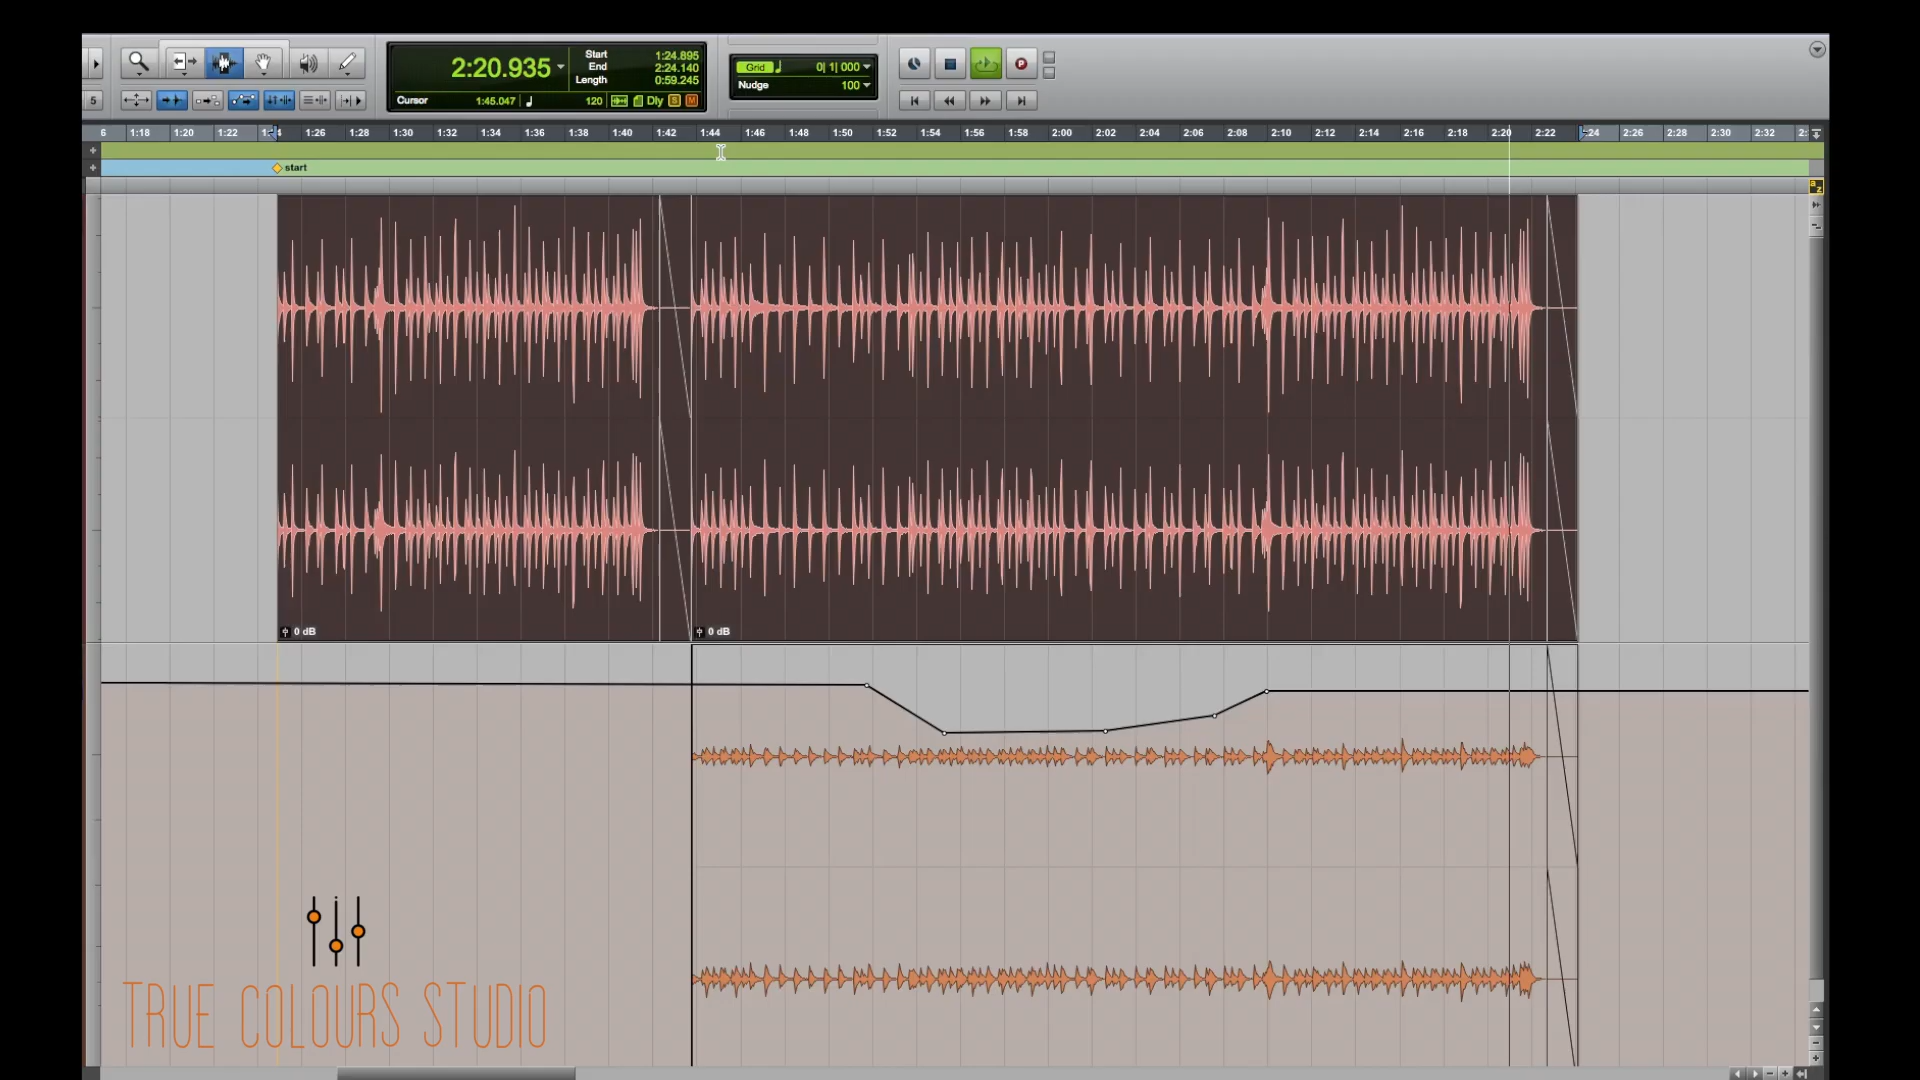 2:20.935
Start 1:24.895
End 2:24.140
Length 0:59.245
Grid 0| 1| 000
Nudge 100
5
Cursor 1:45.047 120 Dly S M
P
6 1:18 1:20 1:22 1:26 1:28 1:30 1:32 1:34 1:36 1:38 1:40 1:42 1:44 1:46 1:48 1:50 1:52 1:54 1:56 1:58 2:00 2:02 2:04 2:06 2:08 2:10 2:12 2:14 2:16 2:18 2:20 2:22 :24 2:26 2:28 2:30 2:32 2:
start
a z
0 dB 0 dB
TRUE COLOURS STUDIO